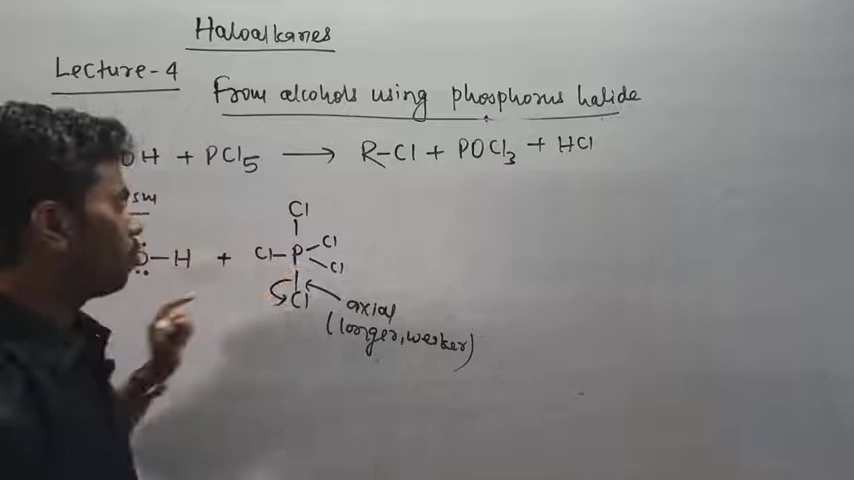 Haloalkanes
Lecture-4
From alcohols using phosphorus halide
OH + PCl5 ⟶ R-Cl + POCl3 + HCl
sm
Cl
Cl-P Cl
O-H + Cl
Cl
axial
(longer, weaker)